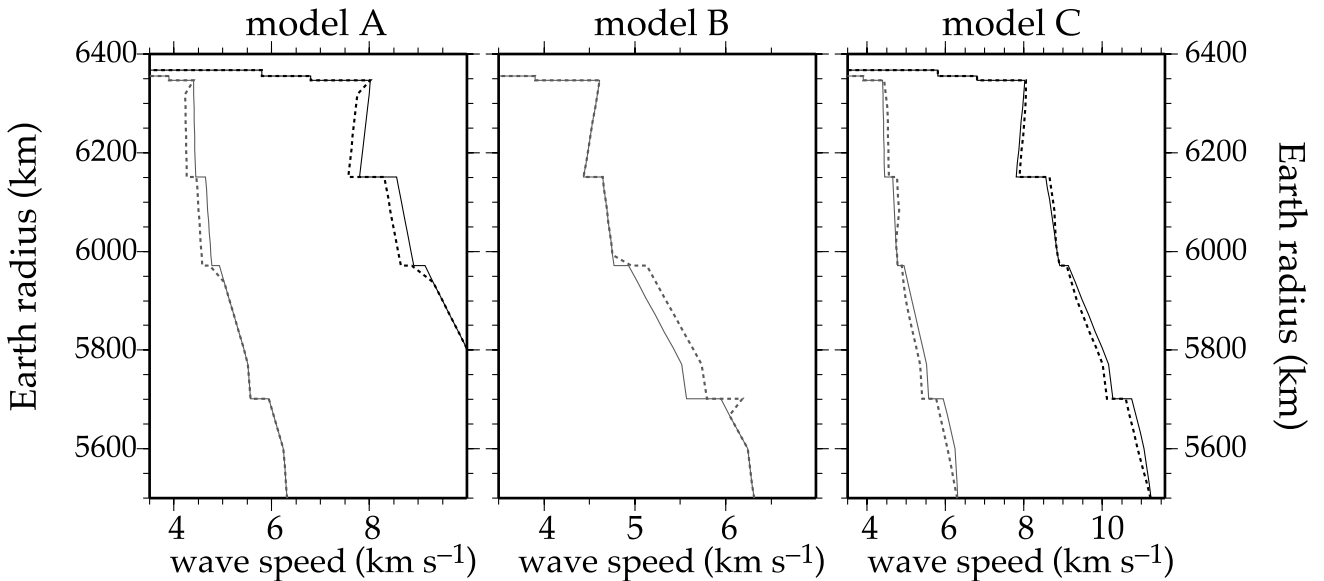 model A model B model C
6400 6400
6200 6200
6000 6000
5800 5800
5600 5600
Earth radius (km)
Earth radius (km)
4 6 8 4 5 6 4 6 8 10
wave speed (km s⁻¹) wave speed (km s⁻¹) wave speed (km s⁻¹)